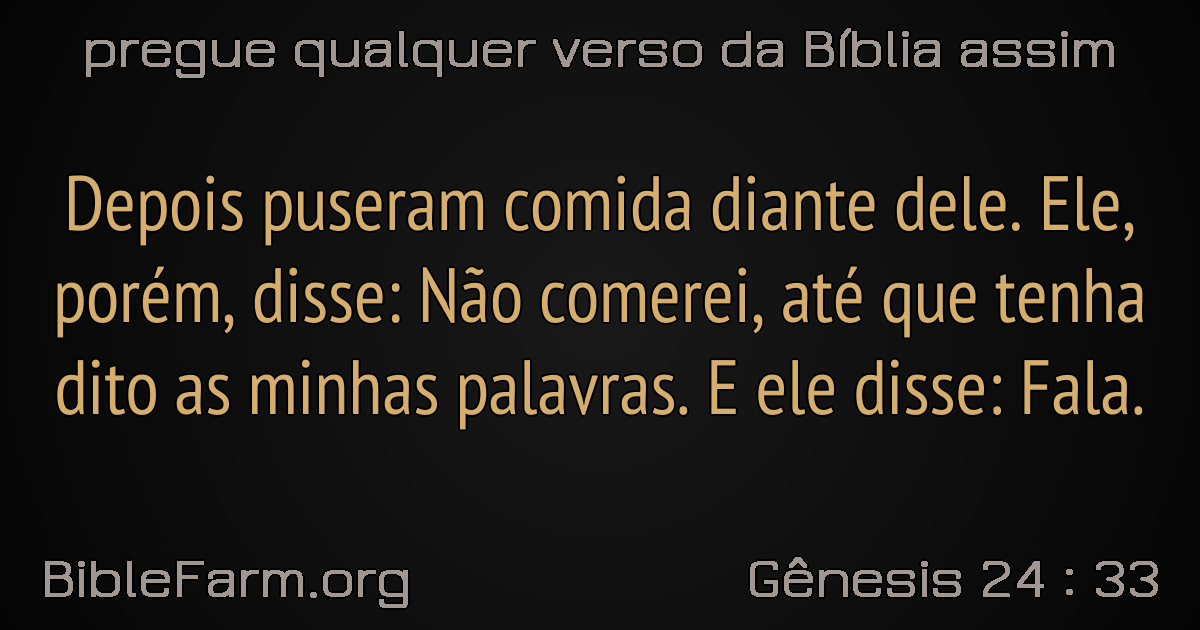 pregue qualquer verso da Bíblia assim
Depois puseram comida diante dele. Ele,
porém, disse: Não comerei, até que tenha
dito as minhas palavras. E ele disse: Fala.
BibleFarm.org
Gênesis 24 : 33